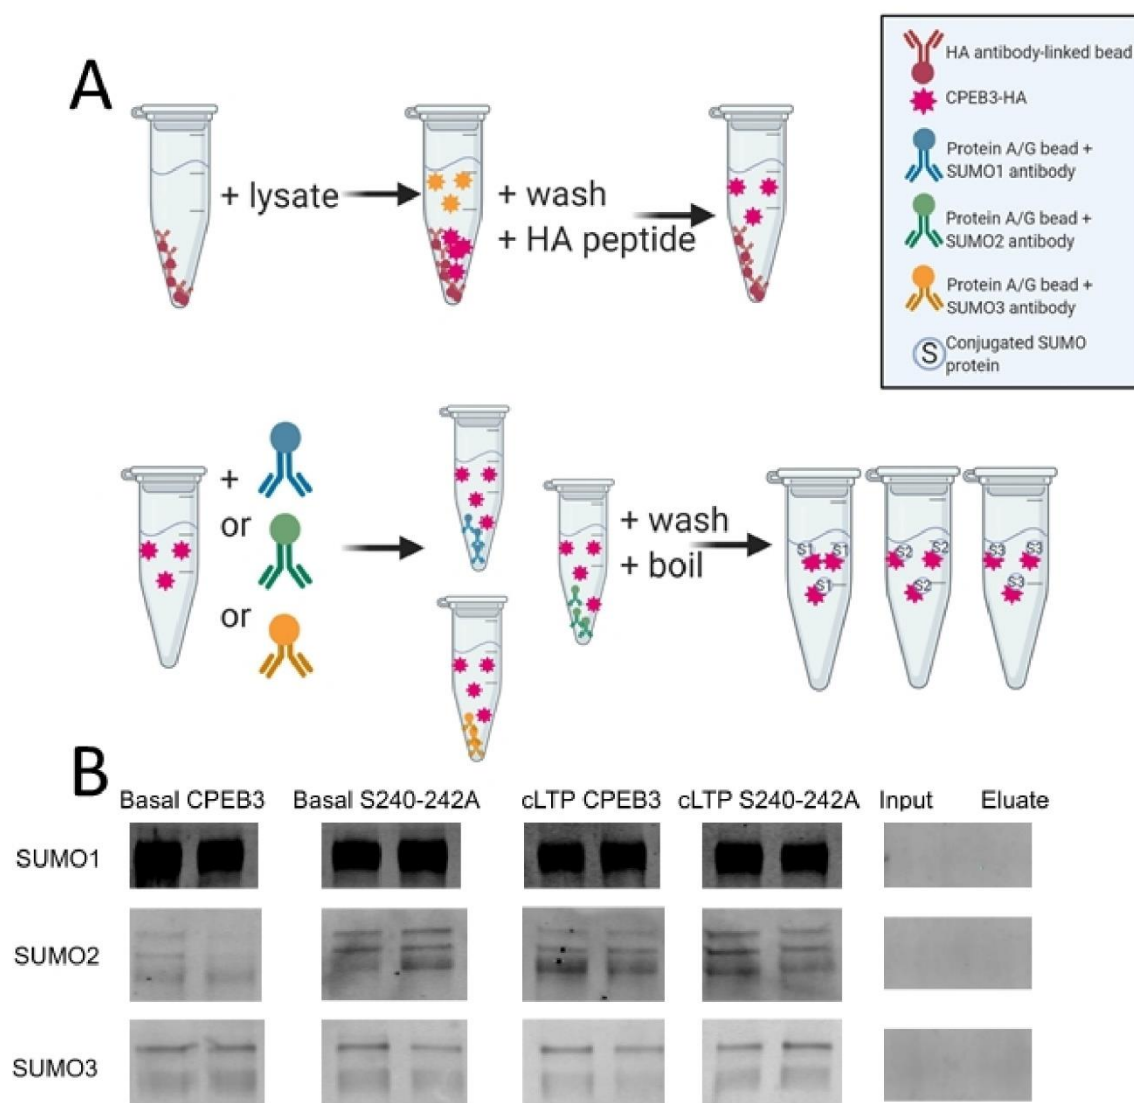 A
+ lysate
+ wash
+ HA peptide
HA antibody-linked bead
CPEB3-HA
Protein A/G bead +
SUMO1 antibody
Protein A/G bead +
SUMO2 antibody
Protein A/G bead +
SUMO3 antibody
S
Conjugated SUMO
protein
+
or
or
+ wash
+ boil
S1
S1
S1
S2
S2
S2
S3
S3
S3
B
Basal CPEB3
Basal S240-242A
cLTP CPEB3
cLTP S240-242A
Input
Eluate
SUMO1
SUMO2
SUMO3